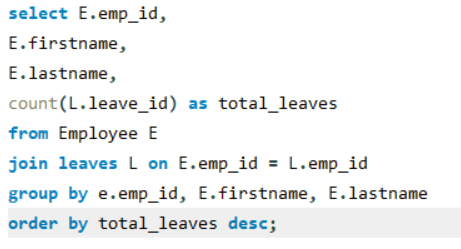 select E.emp_id,
E.firstname,
E.lastname,
count(L.leave_id) as total_leaves
from Employee E
join leaves L on E.emp_id = L.emp_id
group by e.emp_id, E.firstname, E.lastname
order by total_leaves desc;